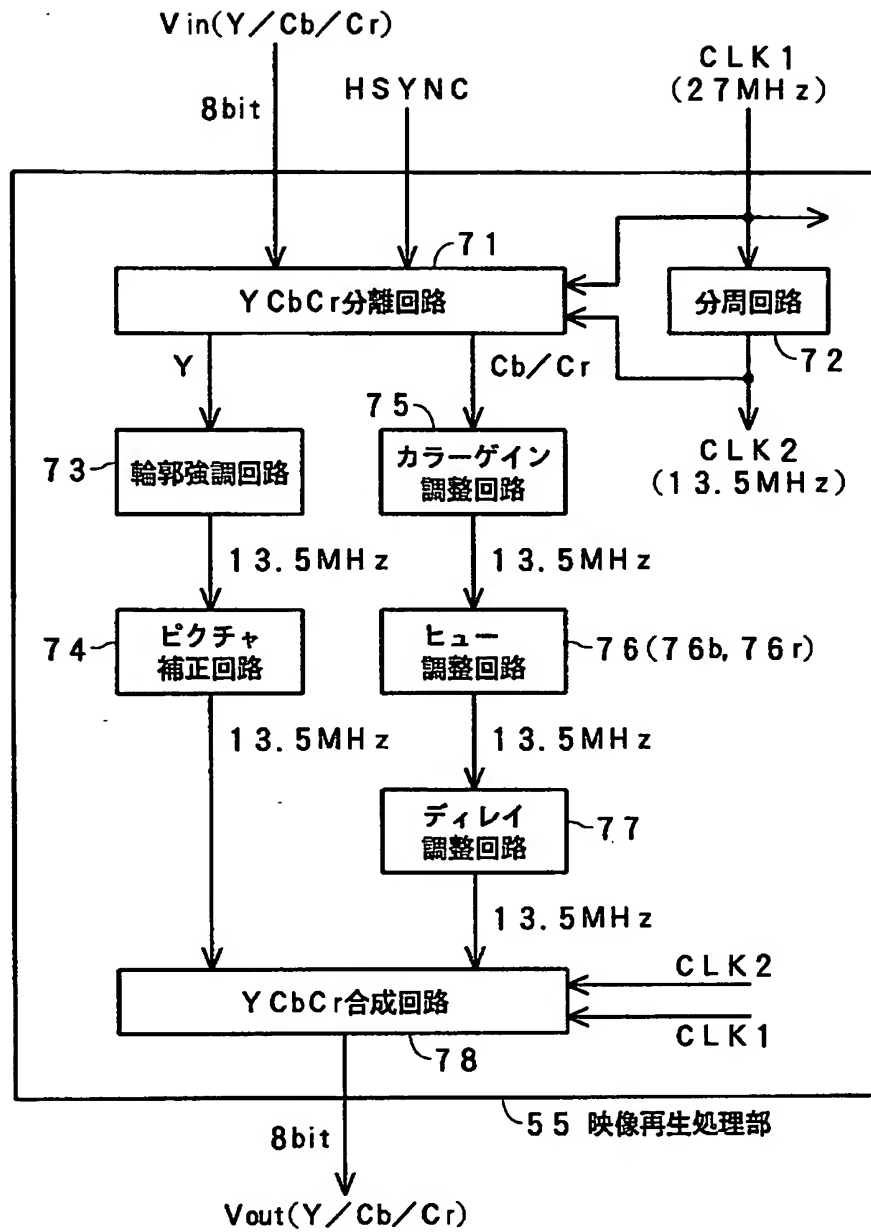 Vin(Y／Cb／Cr)
8bit
HSYNC
CLK1
(27MHz)
71
YCbCr分離回路
分周回路
72
Y
Cb／Cr
CLK2
(13.5MHz)
73
輪郭強調回路
75
カラーゲイン
調整回路
13.5MHz
13.5MHz
74
ピクチャ
補正回路
ヒュー
調整回路
76(76b,76r)
13.5MHz
13.5MHz
ディレイ
調整回路
77
13.5MHz
YCbCr合成回路
CLK2
CLK1
78
55 映像再生処理部
8bit
Vout(Y／Cb／Cr)